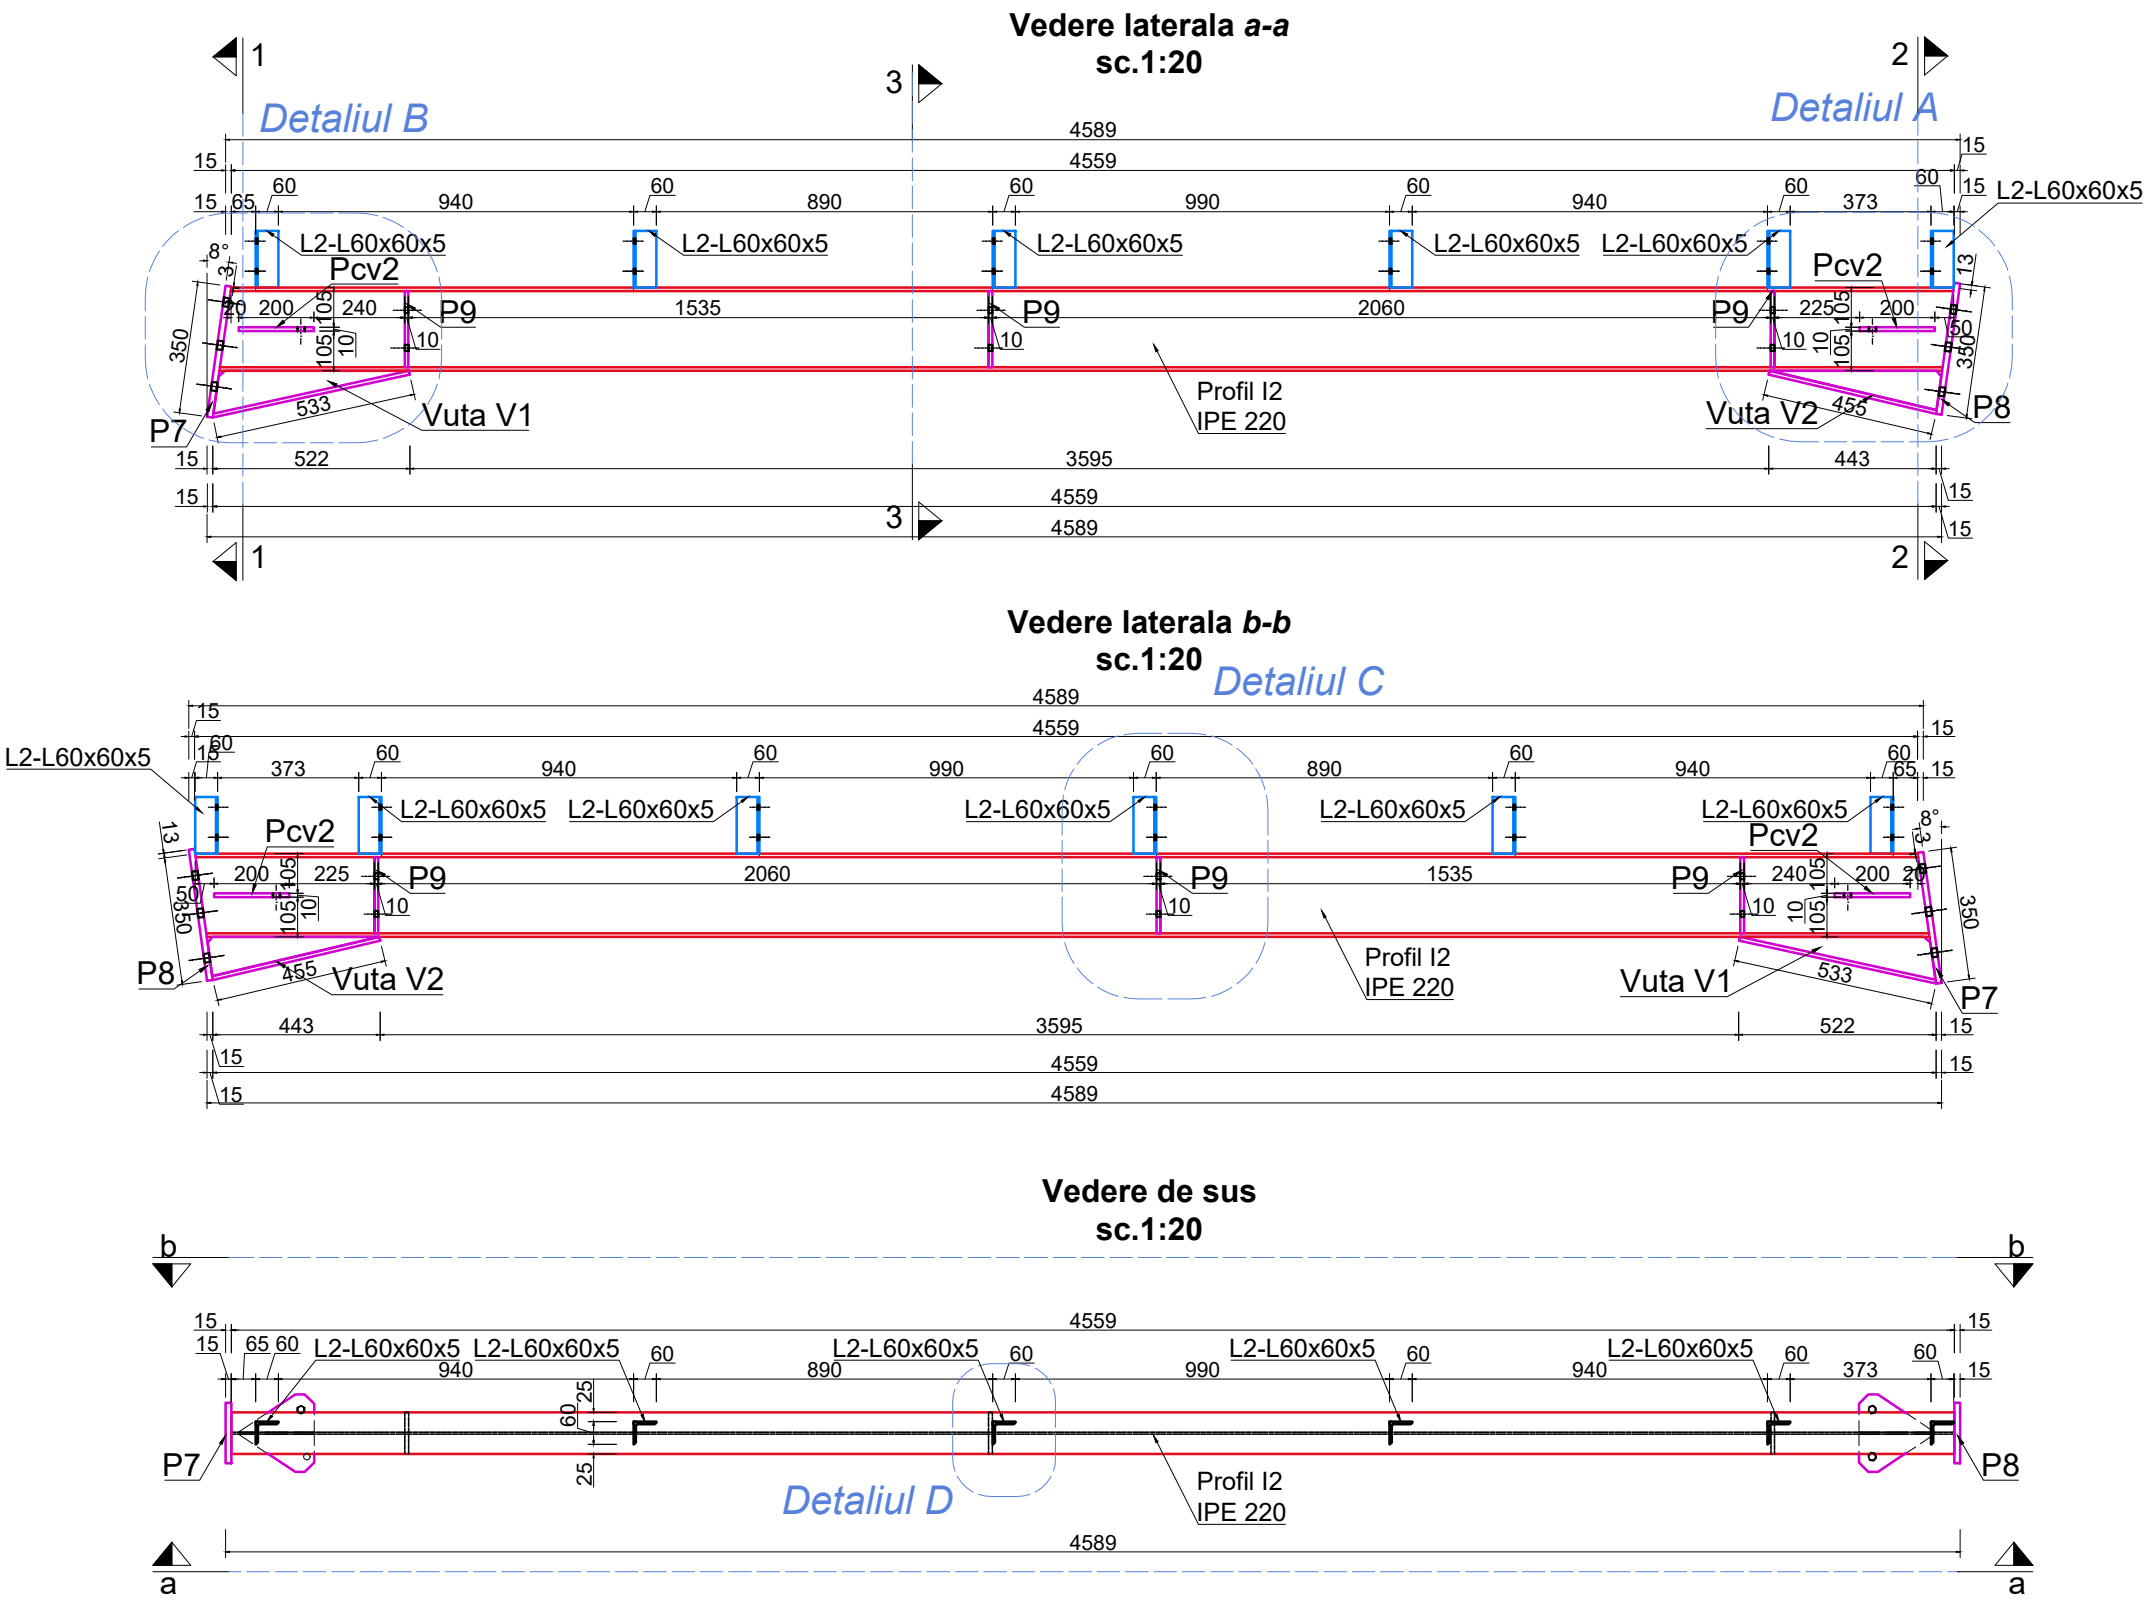 Vedere laterala a-a
sc.1:20
1
3
2
Detaliul B
Detaliul A
4589
15
4559
15
15
65
60
940
60
890
60
990
60
940
60
373
60
15
L2-L60x60x5
L2-L60x60x5
L2-L60x60x5
L2-L60x60x5
L2-L60x60x5
L2-L60x60x5
8°
3
Pcv2
Pcv2
13
20
200
105
240
P9
1535
P9
2060
P9
225
105
200
50
350
105
10
10
10
10
10
105
350
Profil I2
IPE 220
533
Vuta V1
P7
455
Vuta V2
P8
15
522
3595
443
15
4559
15
3
4589
15
1
2
Vedere laterala b-b
sc.1:20
Detaliul C
4589
15
4559
15
L2-L60x60x5
15
60
373
60
940
60
990
60
890
60
940
60
65
15
L2-L60x60x5
L2-L60x60x5
L2-L60x60x5
L2-L60x60x5
L2-L60x60x5
8°
3
13
Pcv2
Pcv2
50
200
105
225
P9
2060
P9
1535
P9
240
105
200
20
350
105
10
10
10
10
10
105
350
Profil I2
IPE 220
P8
455
Vuta V2
Vuta V1
533
P7
443
3595
522
15
15
4559
15
15
4589
Vedere de sus
sc.1:20
b
b
15
4559
15
15
65
60
L2-L60x60x5
L2-L60x60x5
L2-L60x60x5
L2-L60x60x5
L2-L60x60x5
940
60
890
60
990
60
940
60
373
60
15
25
60
25
P7
P8
Profil I2
IPE 220
Detaliul D
4589
a
a